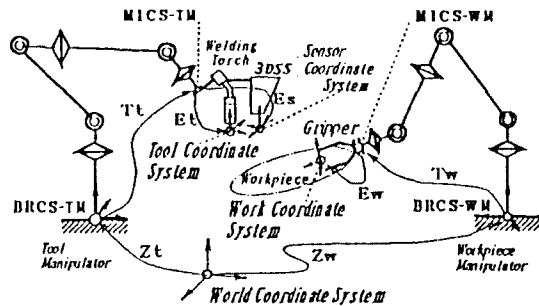 MICS-TM
MICS-WM
Welding
Torch
3DSS
Sensor
Coordinate
System
Tt
Et
Es
Gripper
Tool Coordinate
System
Workpiece
Ew
Tw
Work Coordinate
System
BRCS-TM
BRCS-WM
Tool
Manipulator
Zt
Zw
Workpiece
Manipulator
World Coordinate System